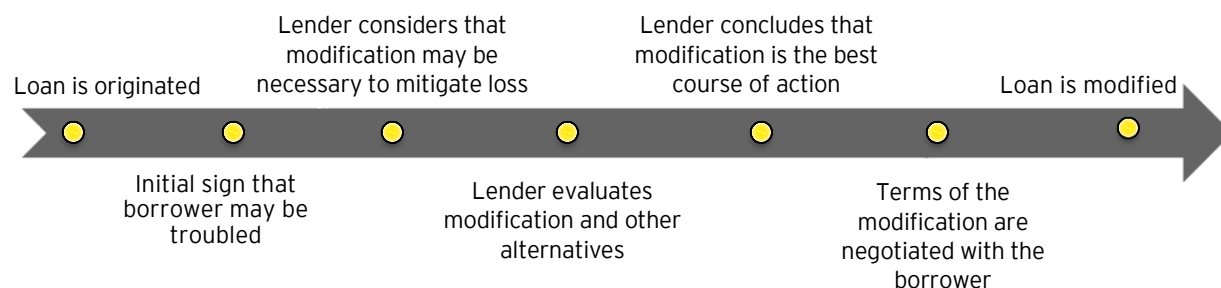 Loan is originated
Initial sign that
borrower may be
troubled
Lender considers that
modification may be
necessary to mitigate loss
Lender evaluates
modification and other
alternatives
Lender concludes that
modification is the best
course of action
Terms of the
modification are
negotiated with the
borrower
Loan is modified